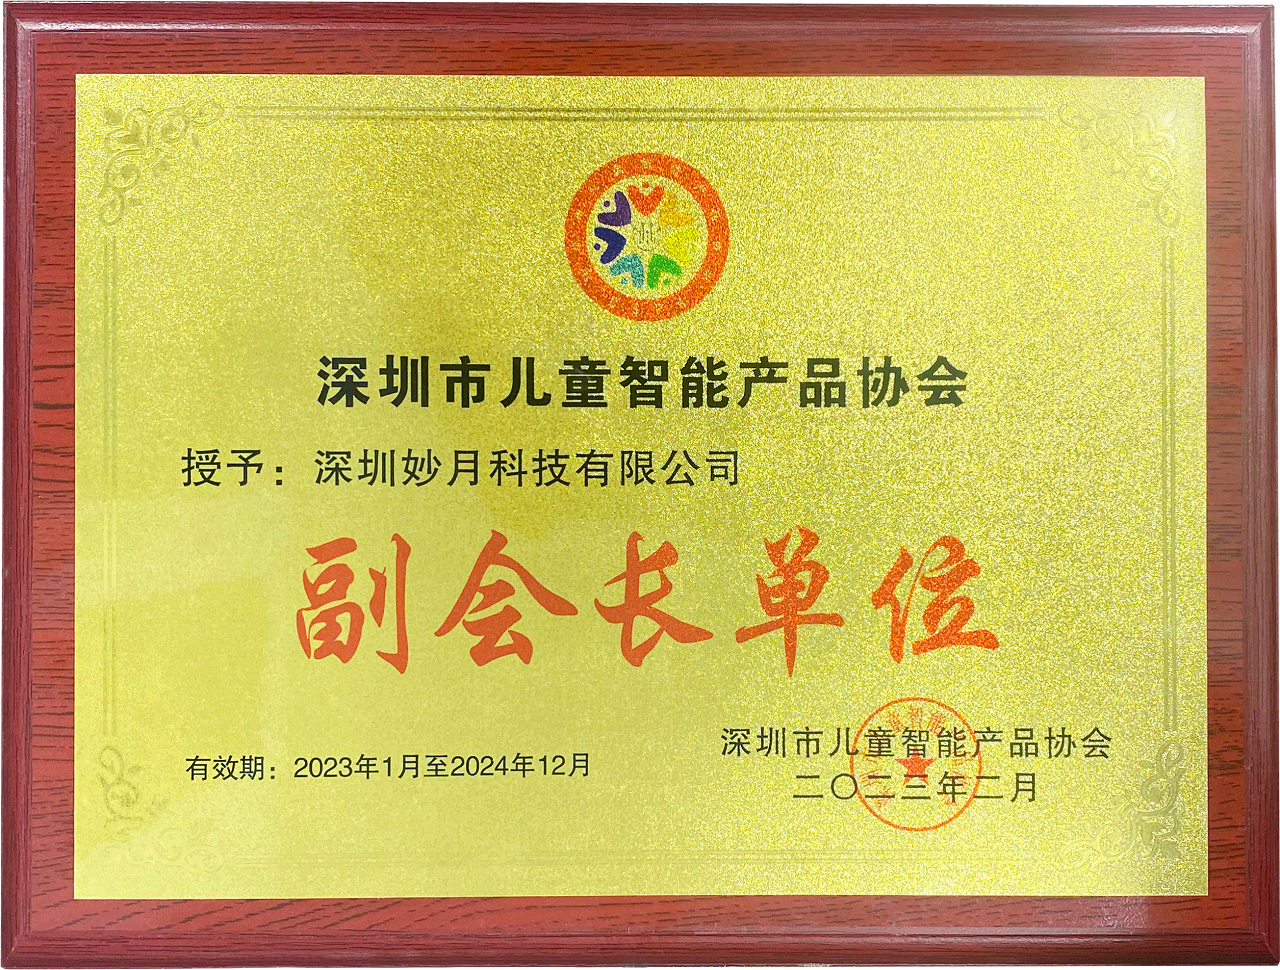 深圳市儿童智能产品协会
授予：深圳妙月科技有限公司
副会长单位
深圳市儿童智能产品协会
有效期：2023年1月至2024年12月
二〇二三年二月